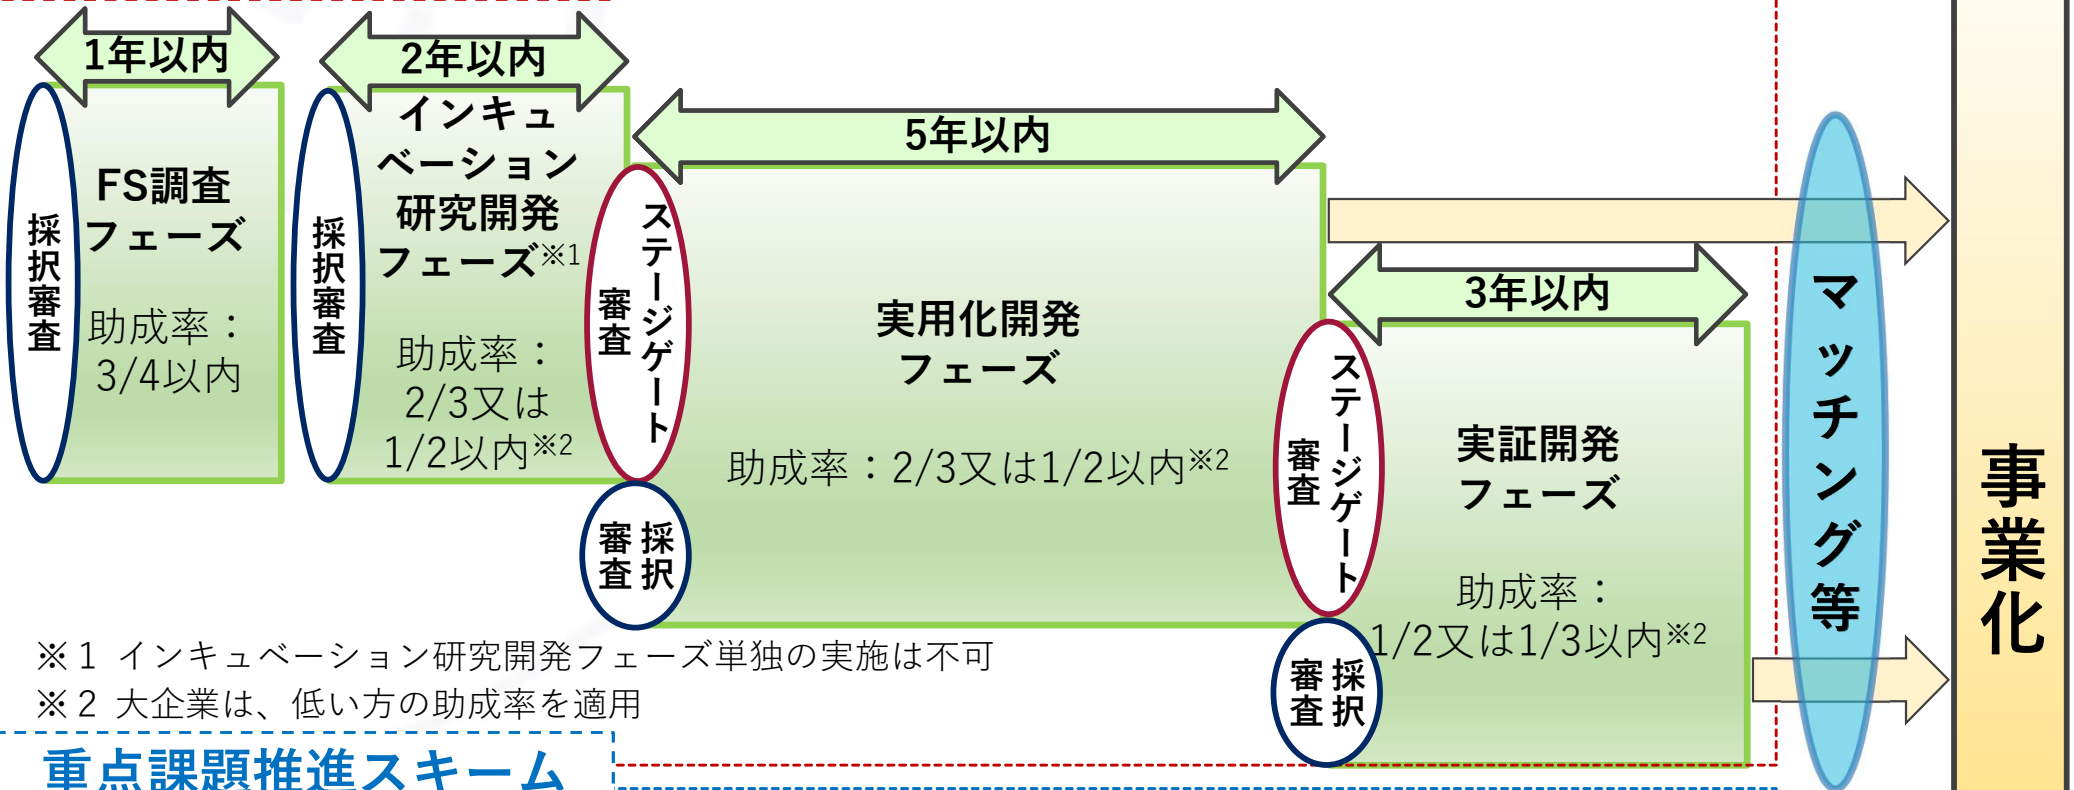 1年以内
採択審査
FS調査
フェーズ
助成率：
3/4以内
2年以内
採択審査
インキュ
ベーション
研究開発
フェーズ※1
助成率：
2/3又は
1/2以内※2
5年以内
ステージゲート
審査
採択
審査
実用化開発
フェーズ
助成率：2/3又は1/2以内※2
3年以内
ステージゲート
審査
採択
審査
実証開発
フェーズ
助成率：
1/2又は1/3以内※2
マッチング等
事業化
※1 インキュベーション研究開発フェーズ単独の実施は不可
※2 大企業は、低い方の助成率を適用
重点課題推進スキーム